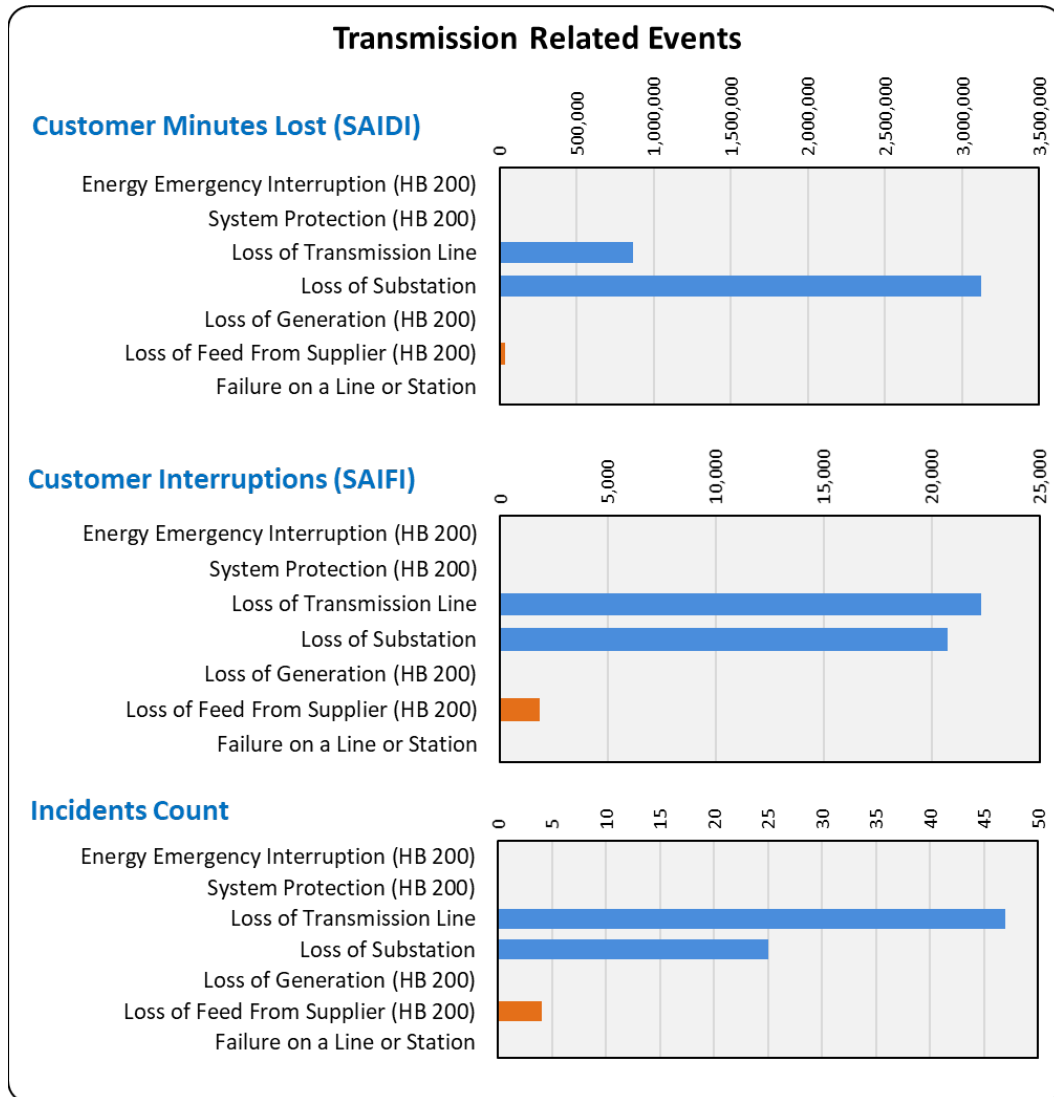 Transmission Related Events
Customer Minutes Lost (SAIDI)
0
500,000
1,000,000
1,500,000
2,000,000
2,500,000
3,000,000
3,500,000
Energy Emergency Interruption (HB 200)
System Protection (HB 200)
Loss of Transmission Line
Loss of Substation
Loss of Generation (HB 200)
Loss of Feed From Supplier (HB 200)
Failure on a Line or Station
Customer Interruptions (SAIFI)
0
5,000
10,000
15,000
20,000
25,000
Energy Emergency Interruption (HB 200)
System Protection (HB 200)
Loss of Transmission Line
Loss of Substation
Loss of Generation (HB 200)
Loss of Feed From Supplier (HB 200)
Failure on a Line or Station
Incidents Count
0
5
10
15
20
25
30
35
40
45
50
Energy Emergency Interruption (HB 200)
System Protection (HB 200)
Loss of Transmission Line
Loss of Substation
Loss of Generation (HB 200)
Loss of Feed From Supplier (HB 200)
Failure on a Line or Station